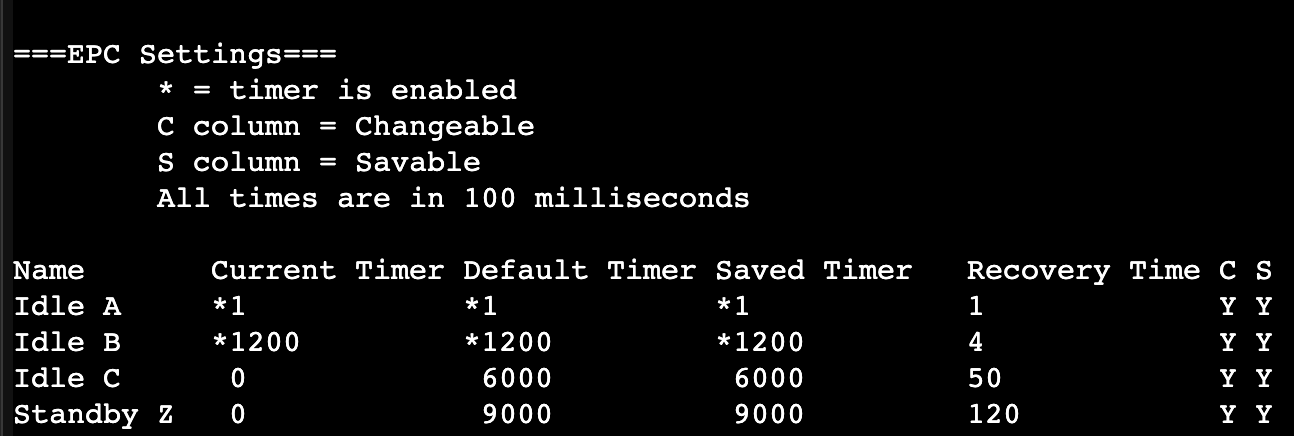 ===EPC Settings===
        * = timer is enabled
        C column = Changeable
        S column = Savable
        All times are in 100 milliseconds

Name       Current Timer Default Timer Saved Timer   Recovery Time C S
Idle A     *1            *1            *1            1             Y Y
Idle B     *1200         *1200         *1200         4             Y Y
Idle C      0             6000          6000         50            Y Y
Standby Z   0             9000          9000         120           Y Y